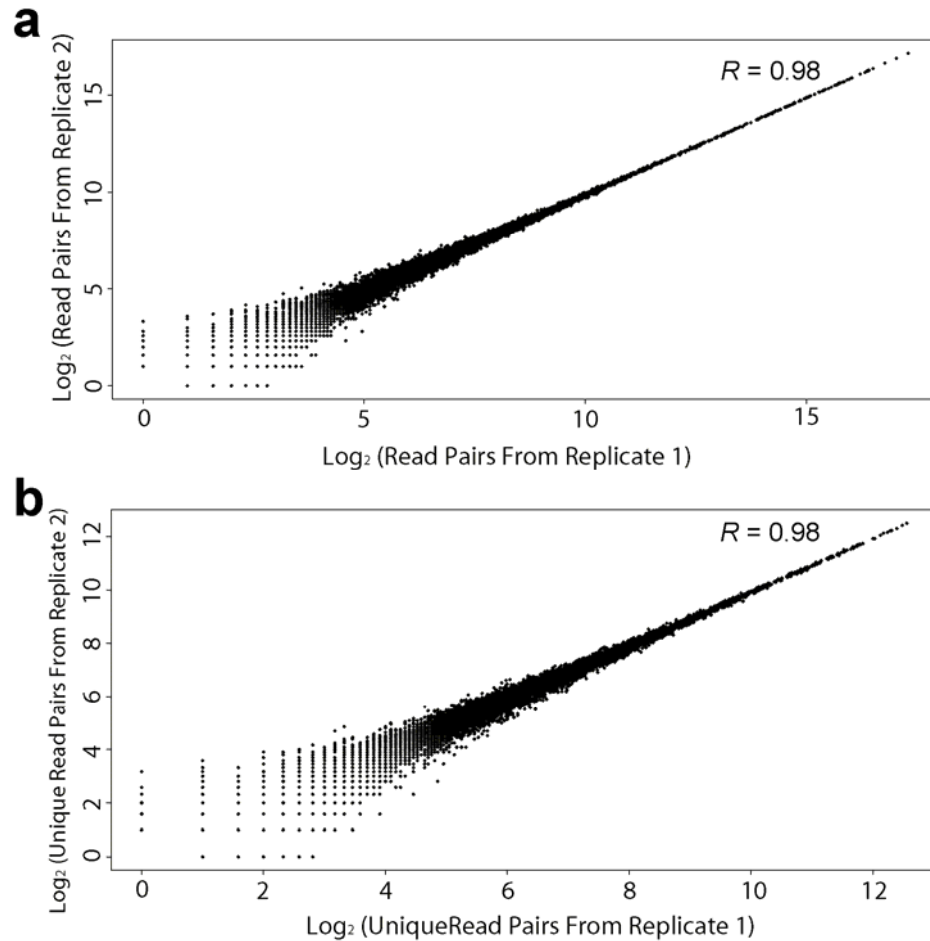 a
Log₂ (Read Pairs From Replicate 2)
R = 0.98
15
10
5
0
0 5 10 15
Log₂ (Read Pairs From Replicate 1)
b
Log₂ (Unique Read Pairs From Replicate 2)
R = 0.98
12
10
8
6
4
2
0
0 2 4 6 8 10 12
Log₂ (UniqueRead Pairs From Replicate 1)